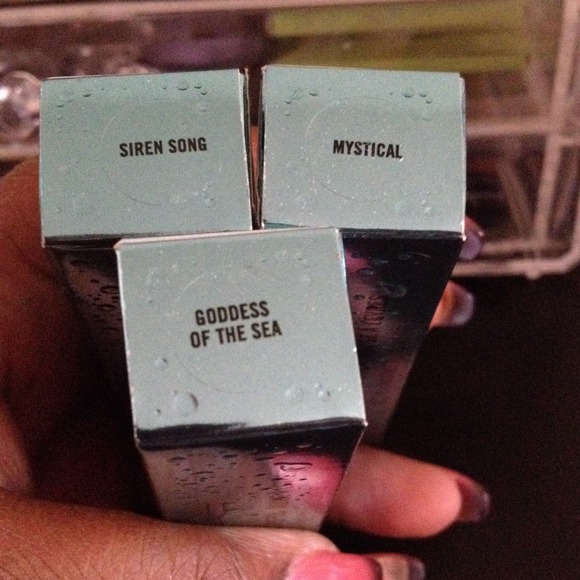 SIREN SONG
MYSTICAL
GODDESS
OF THE SEA